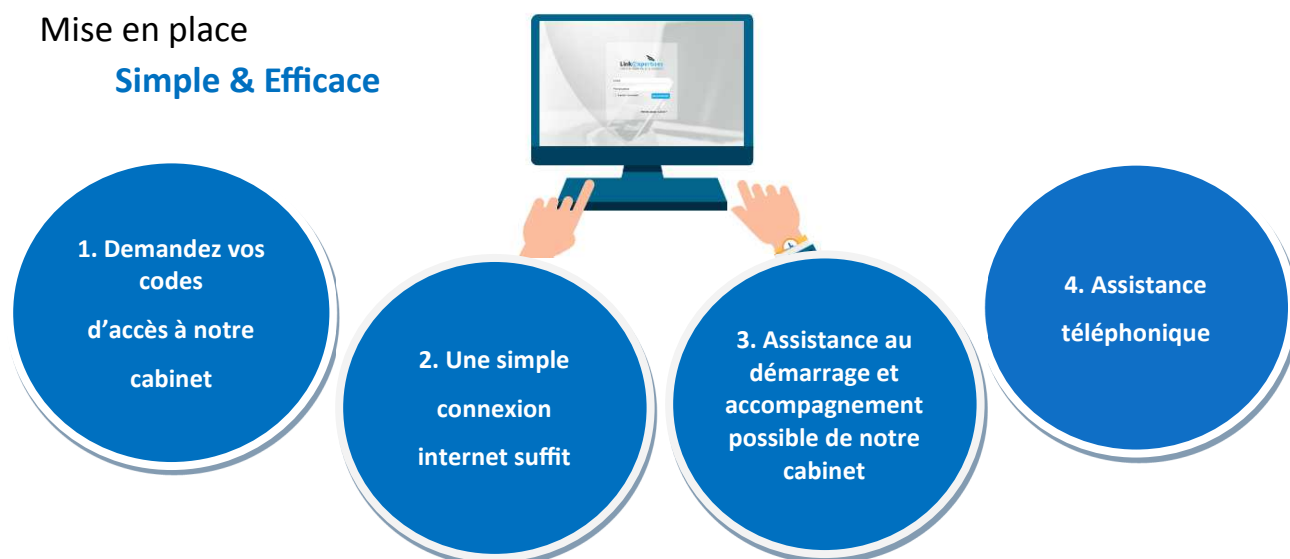 Mise en place
Simple & Efficace
1. Demandez vos
codes
d’accès à notre
cabinet
2. Une simple
connexion
internet suffit
3. Assistance au
démarrage et
accompagnement
possible de notre
cabinet
4. Assistance
téléphonique